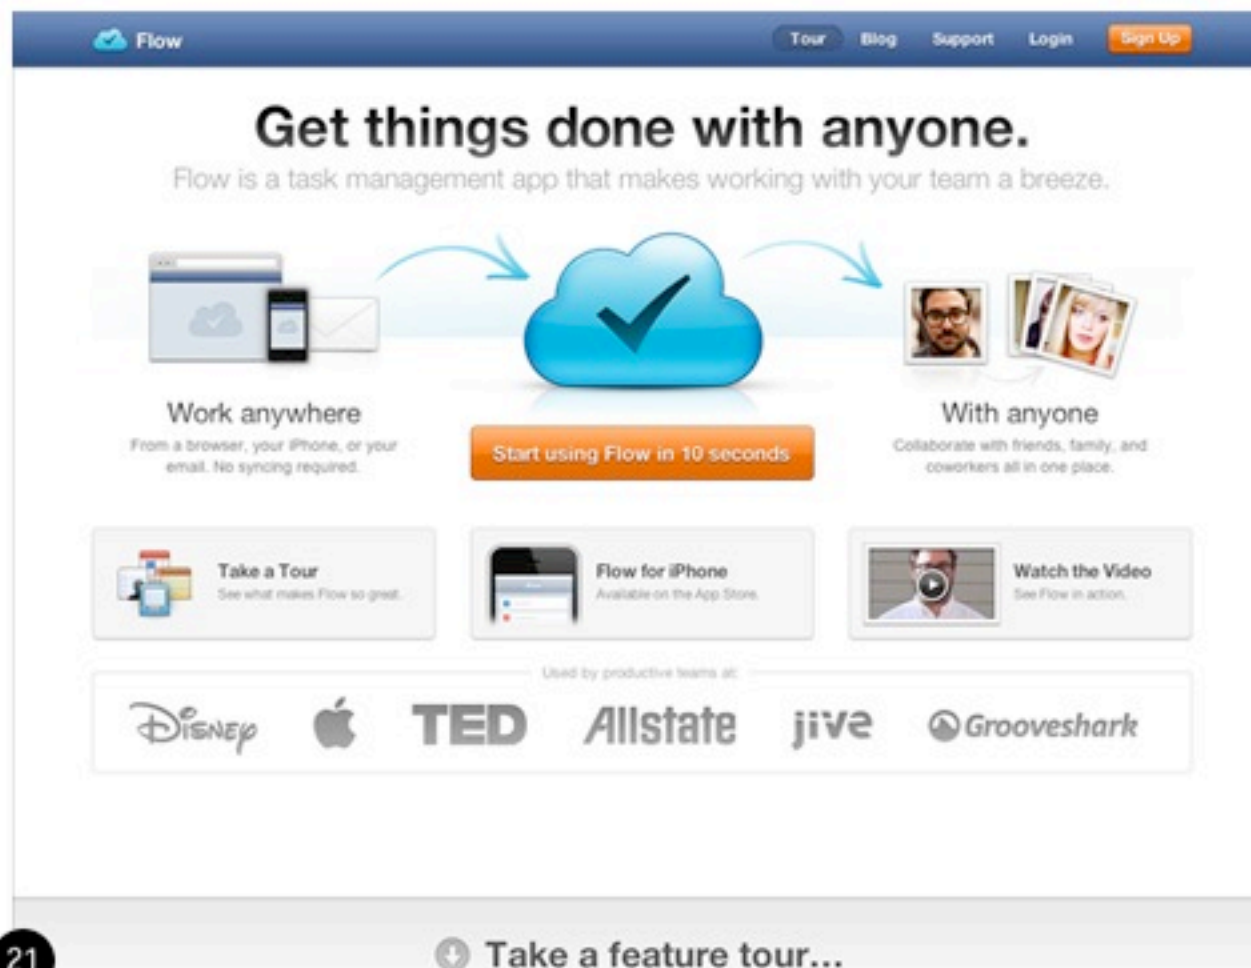 Flow
Tour Blog Support Login Sign Up
Get things done with anyone.
Flow is a task management app that makes working with your team a breeze.
Work anywhere
From a browser, your iPhone, or your
email. No syncing required.
Start using Flow in 10 seconds
With anyone
Collaborate with friends, family, and
coworkers all in one place.
Take a Tour
See what makes Flow so great.
Flow for iPhone
Available on the App Store.
Watch the Video
See Flow in action.
Used by productive teams at:
Disney TED Allstate jive Grooveshark
21
Take a feature tour...